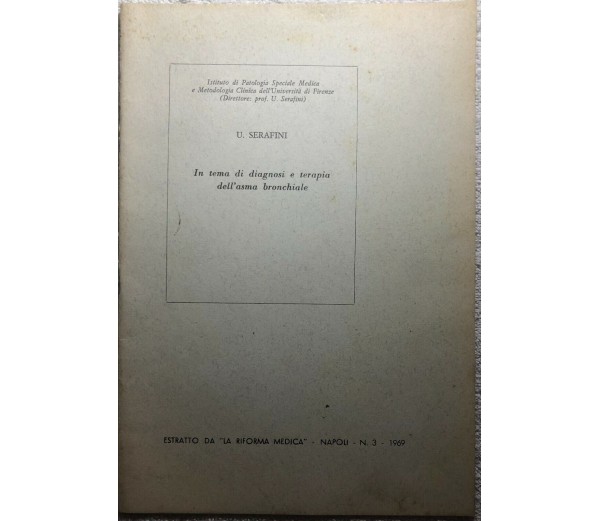 Istituto di Patologia Speciale Medica
e Metodologia Clinica dell'Università di Firenze
(Direttore: prof. U. Serafini)
U. SERAFINI
In tema di diagnosi e terapia
dell'asma bronchiale
ESTRATTO DA "LA RIFORMA MEDICA" - NAPOLI - N. 3 - 1969